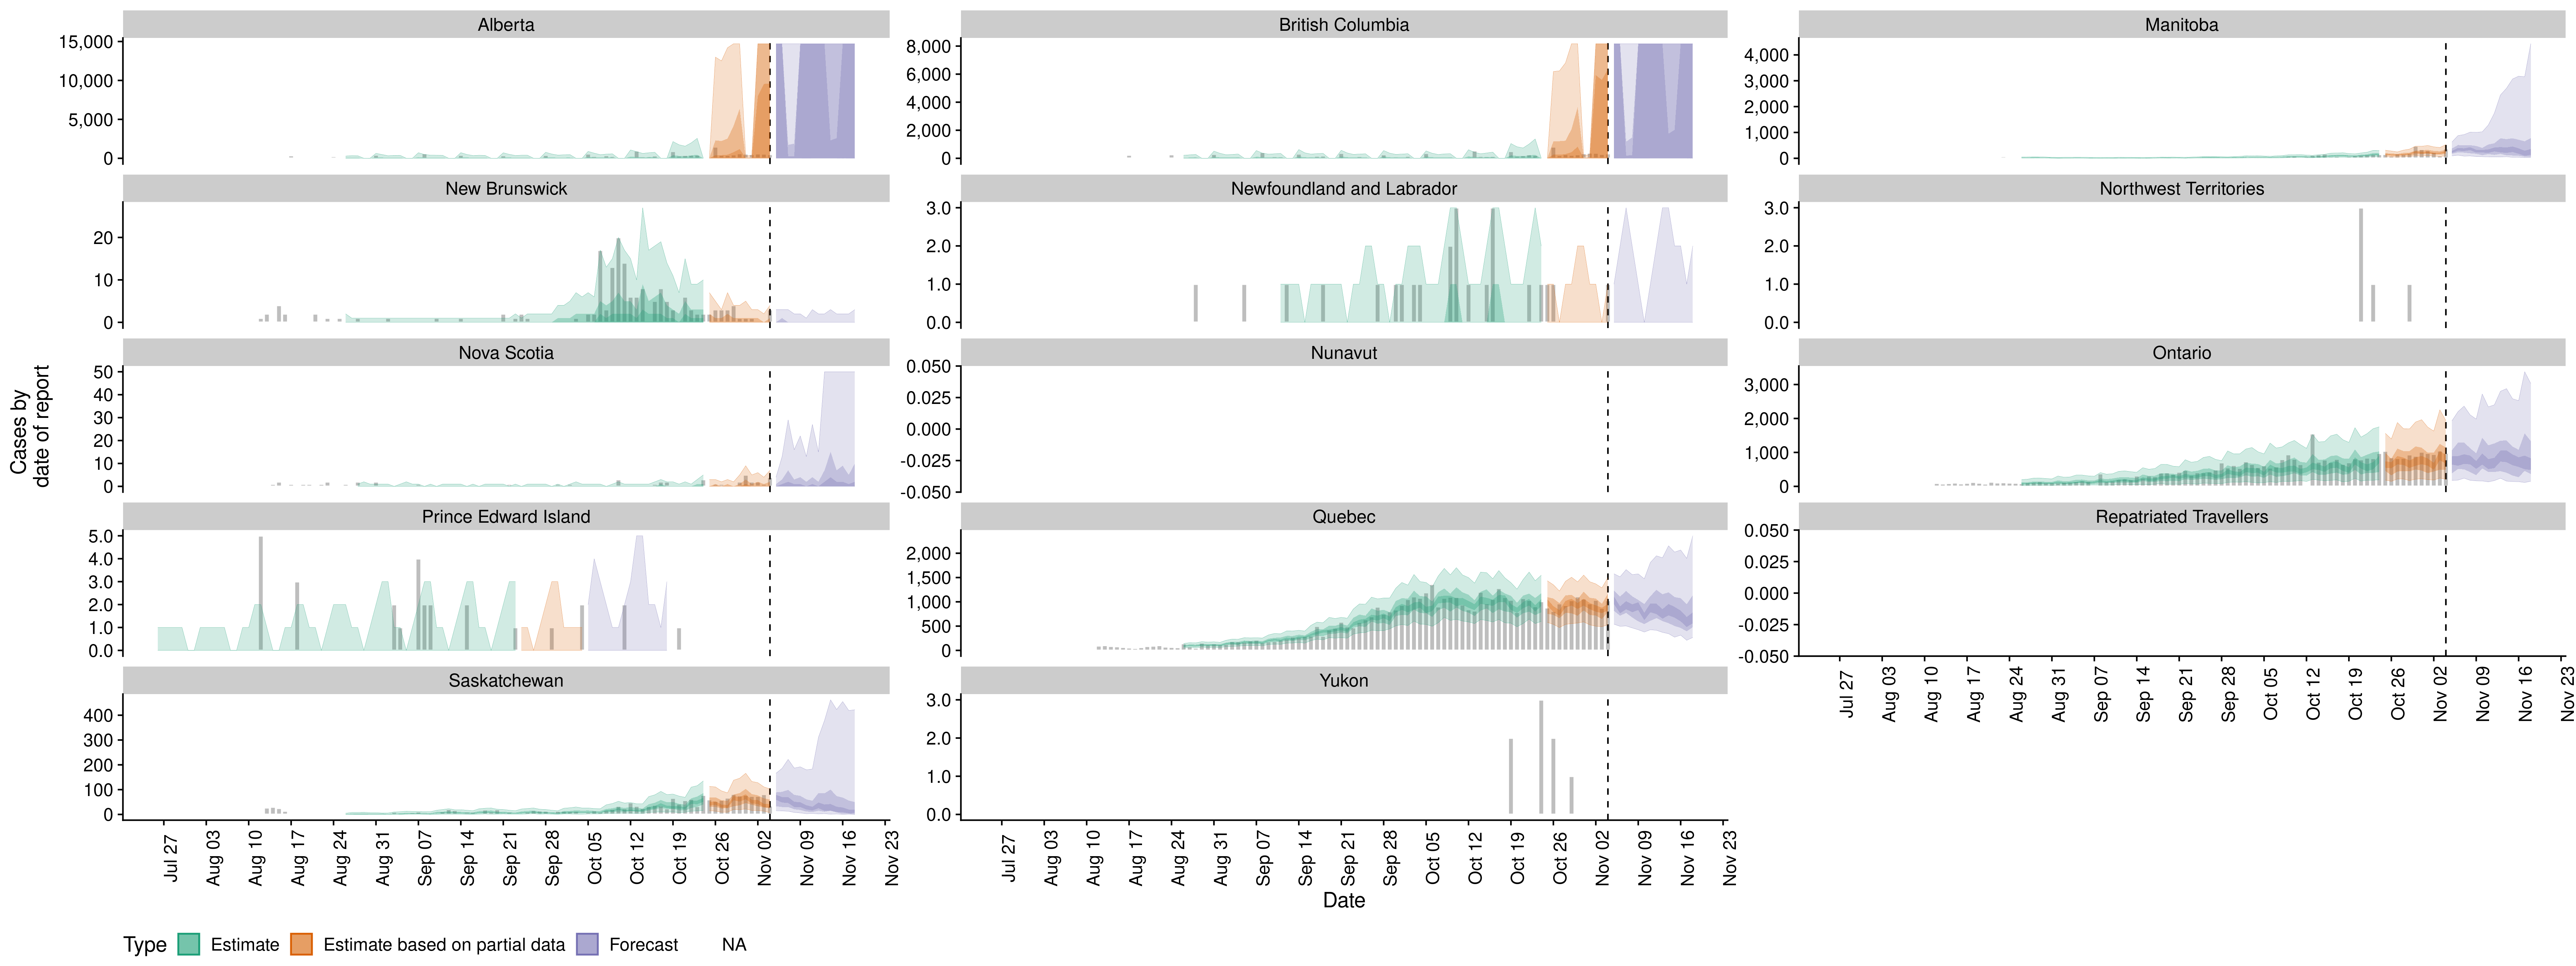 Alberta
British Columbia
Manitoba
15,000
10,000
5,000
0
8,000
6,000
4,000
2,000
0
4,000
3,000
2,000
1,000
0
New Brunswick
Newfoundland and Labrador
Northwest Territories
20
10
0
3.0
2.0
1.0
0.0
3.0
2.0
1.0
0.0
Nova Scotia
Nunavut
Ontario
50
40
30
20
10
0
0.050
0.025
0.000
-0.025
-0.050
3,000
2,000
1,000
0
Cases by
date of report
Prince Edward Island
Quebec
Repatriated Travellers
5.0
4.0
3.0
2.0
1.0
0.0
2,000
1,500
1,000
500
0
0.050
0.025
0.000
-0.025
-0.050
Jul 27
Aug 03
Aug 10
Aug 17
Aug 24
Aug 31
Sep 07
Sep 14
Sep 21
Sep 28
Oct 05
Oct 12
Oct 19
Oct 26
Nov 02
Nov 09
Nov 16
Nov 23
Saskatchewan
Yukon
400
300
200
100
0
3.0
2.0
1.0
0.0
Jul 27
Aug 03
Aug 10
Aug 17
Aug 24
Aug 31
Sep 07
Sep 14
Sep 21
Sep 28
Oct 05
Oct 12
Oct 19
Oct 26
Nov 02
Nov 09
Nov 16
Nov 23
Jul 27
Aug 03
Aug 10
Aug 17
Aug 24
Aug 31
Sep 07
Sep 14
Sep 21
Sep 28
Oct 05
Oct 12
Oct 19
Oct 26
Nov 02
Nov 09
Nov 16
Nov 23
Date
Type Estimate Estimate based on partial data Forecast NA